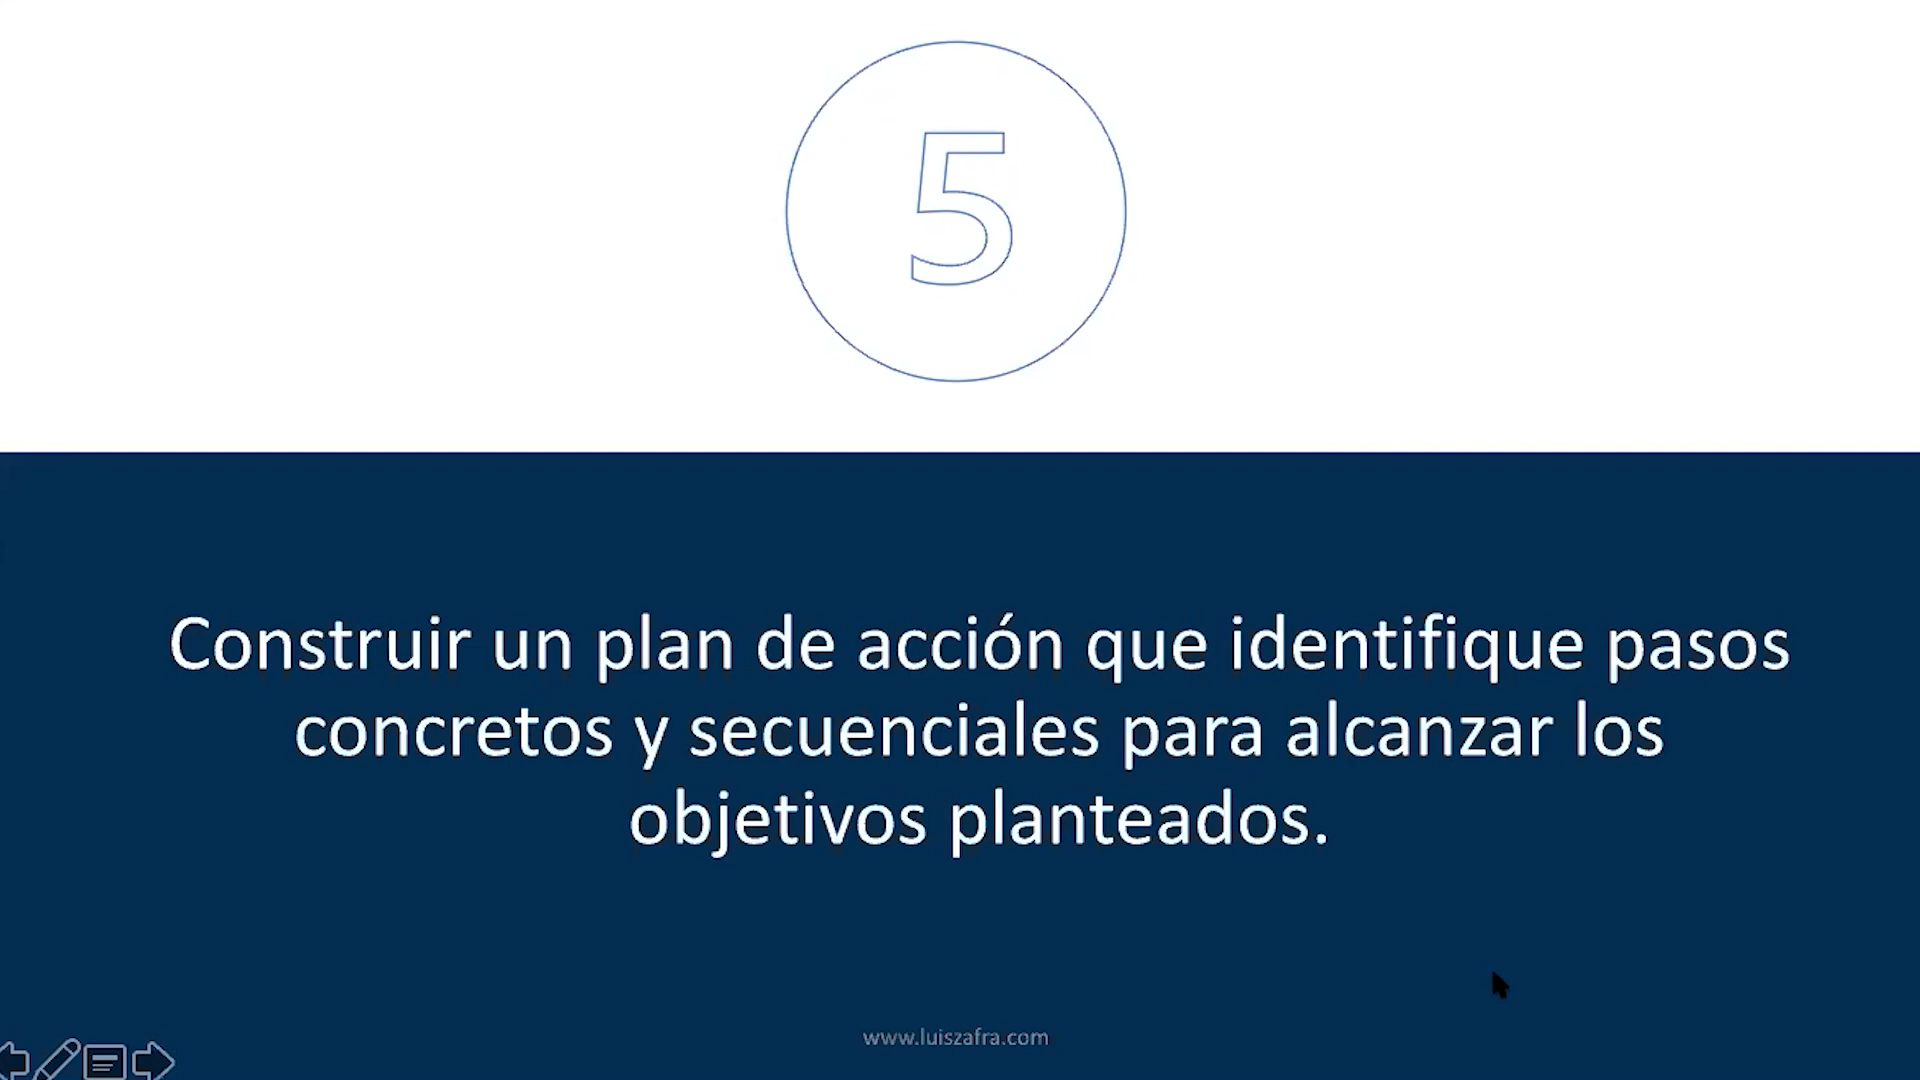 5
Construir un plan de acción que identifique pasos
concretos y secuenciales para alcanzar los
objetivos planteados.
www.luiszafra.com